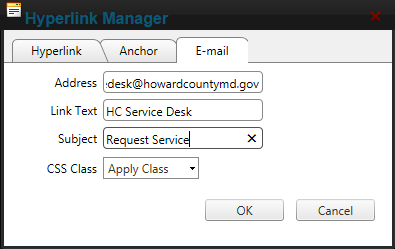 Hyperlink Manager
Hyperlink Anchor E-mail
Address desk@howardcountymd.gov
Link Text HC Service Desk
Subject Request Service
CSS Class Apply Class
OK Cancel